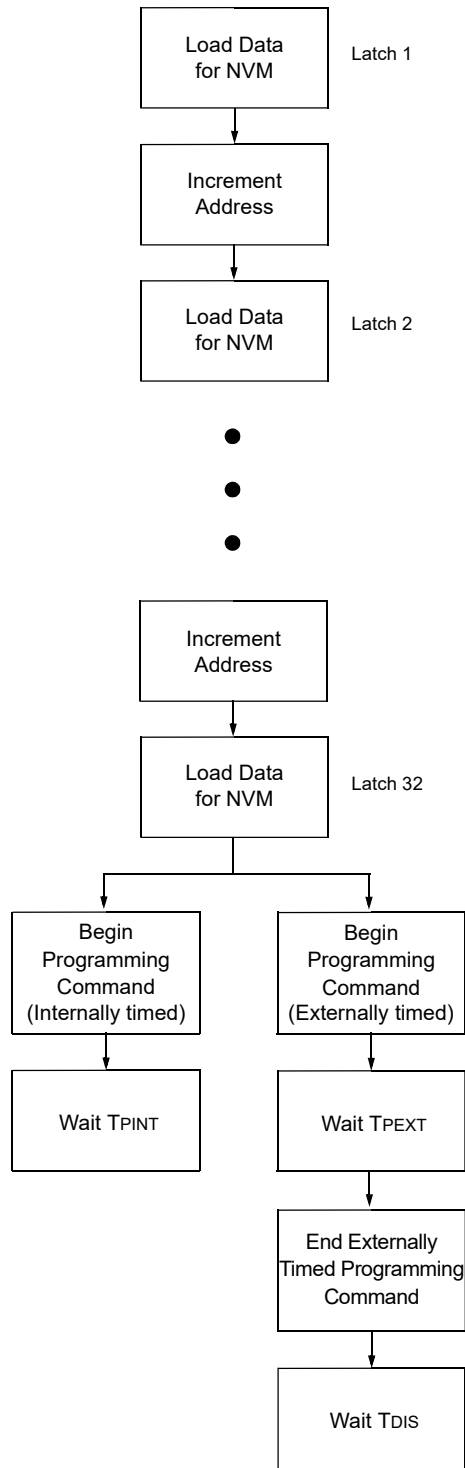 Load Data
for NVM
Latch 1
Increment
Address
Load Data
for NVM
Latch 2
Increment
Address
Load Data
for NVM
Latch 32
Begin
Programming
Command
(Internally timed)
Begin
Programming
Command
(Externally timed)
Wait TPINT
Wait TPEXT
End Externally
Timed Programming
Command
Wait TDIS